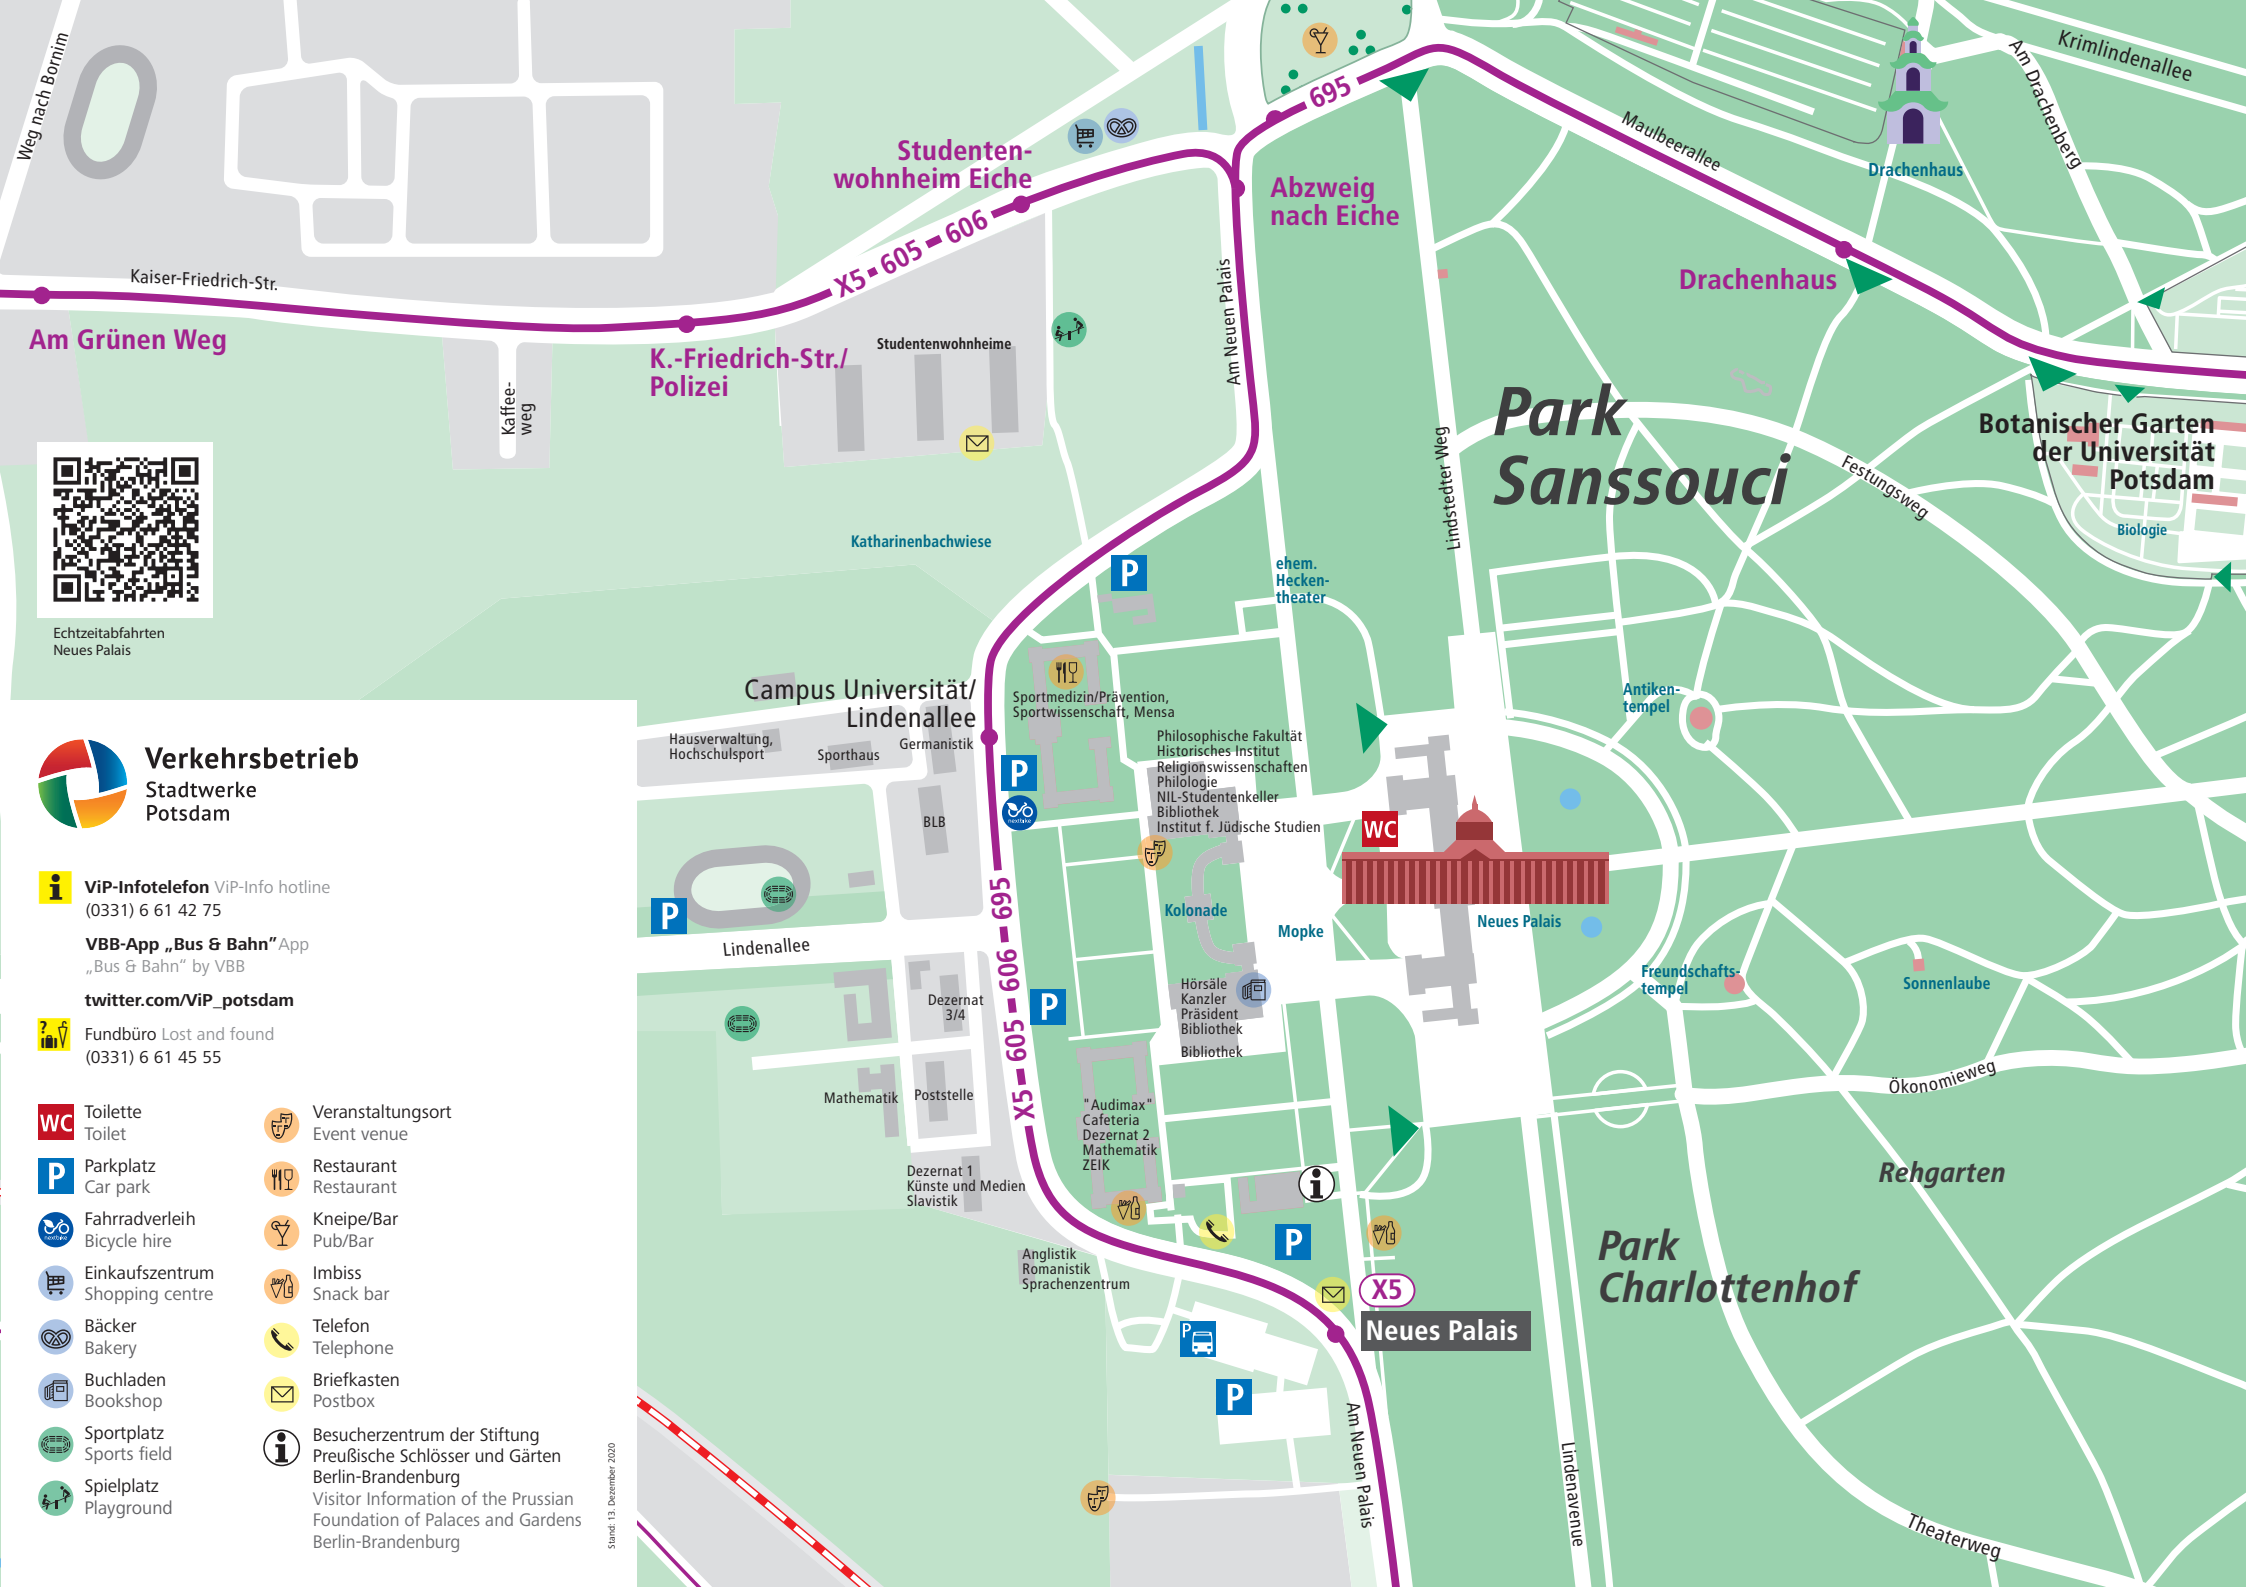 Weg nach Bornim
Krimlindenallee
Am Drachenberg
695
Maulbeerallee
Drachenhaus
Studenten-
wohnheim Eiche
Abzweig
nach Eiche
X5 605 606
Kaiser-Friedrich-Str.
Am Neuen Palais
Drachenhaus
Am Grünen Weg
K.-Friedrich-Str./
Polizei
Studentenwohnheime
Kaffee-
weg
Park
Sanssouci
Lindstedter Weg
Festungsweg
Botanischer Garten
der Universität
Potsdam
Biologie
Katharinenbachwiese
P
ehem.
Hecken-
theater
Echtzeitabfahrten
Neues Palais
Campus Universität/
Lindenallee
Sportmedizin/Prävention,
Sportwissenschaft, Mensa
Antiken-
tempel
Hausverwaltung,
Hochschulsport
Sporthaus
Germanistik
P
nextbike
Philosophische Fakultät
Historisches Institut
Religionswissenschaften
Philologie
NIL-Studentenkeller
Bibliothek
Institut f. Jüdische Studien
WC
BLB
P
Lindenallee
X5 605 606 695
Kolonade
Mopke
Neues Palais
Freundschafts-
tempel
Sonnenlaube
Dezernat
3/4
P
Hörsäle
Kanzler
Präsident
Bibliothek
Bibliothek
Ökonomieweg
Mathematik
Poststelle
"Audimax"
Cafeteria
Dezernat 2
Mathematik
ZEIK
Dezernat 1
Künste und Medien
Slavistik
i
Rehgarten
Anglistik
Romanistik
Sprachenzentrum
P
Park
Charlottenhof
X5
Neues Palais
P
P
Am Neuen Palais
Lindenavenue
Theaterweg
Verkehrsbetrieb
Stadtwerke
Potsdam
i
ViP-Infotelefon ViP-Info hotline
(0331) 6 61 42 75
VBB-App „Bus & Bahn” App
„Bus & Bahn“ by VBB
twitter.com/ViP_potsdam
?
Fundbüro Lost and found
(0331) 6 61 45 55
WC
Toilette
Toilet
P
Parkplatz
Car park
nextbike
Fahrradverleih
Bicycle hire
Einkaufszentrum
Shopping centre
Bäcker
Bakery
Buchladen
Bookshop
Sportplatz
Sports field
Spielplatz
Playground
Veranstaltungsort
Event venue
Restaurant
Restaurant
Kneipe/Bar
Pub/Bar
Imbiss
Snack bar
Telefon
Telephone
Briefkasten
Postbox
i
Besucherzentrum der Stiftung
Preußische Schlösser und Gärten
Berlin-Brandenburg
Visitor Information of the Prussian
Foundation of Palaces and Gardens
Berlin-Brandenburg
Stand: 13. Dezember 2020